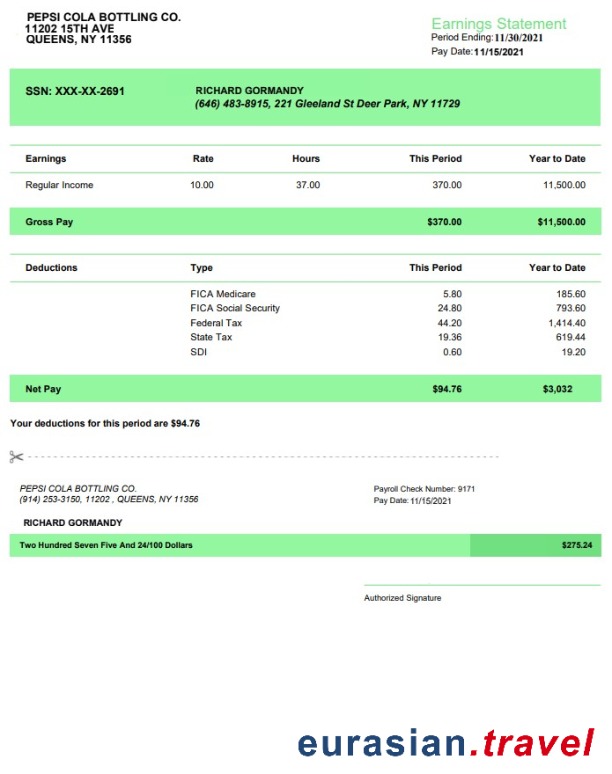 PEPSI COLA BOTTLING CO.
11202 15TH AVE
QUEENS, NY 11356
Earnings Statement
Period Ending: 11/30/2021
Pay Date: 11/15/2021
SSN: XXX-XX-2691
RICHARD GORMANDY
(646) 483-8915, 221 Gleeland St Deer Park, NY 11729
Earnings Rate Hours This Period Year to Date
Regular Income 10.00 37.00 370.00 11,500.00
Gross Pay $370.00 $11,500.00
Deductions Type This Period Year to Date
FICA Medicare 5.80 185.60
FICA Social Security 24.80 793.60
Federal Tax 44.20 1,414.40
State Tax 19.36 619.44
SDI 0.60 19.20
Net Pay $94.76 $3,032
Your deductions for this period are $94.76
PEPSI COLA BOTTLING CO.
(914) 253-3150, 11202 , QUEENS, NY 11356
Payroll Check Number: 9171
Pay Date: 11/15/2021
RICHARD GORMANDY
Two Hundred Seven Five And 24/100 Dollars $275.24
Authorized Signature
eurasian.travel